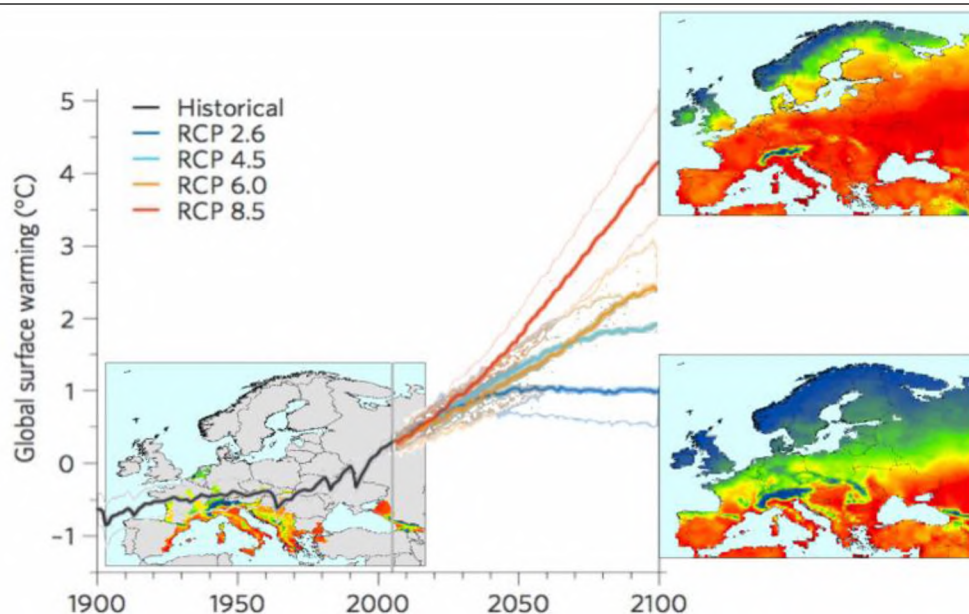 Historical
RCP 2.6
RCP 4.5
RCP 6.0
RCP 8.5
Global surface warming (°C)
5
4
3
2
1
0
-1
1900 1950 2000 2050 2100